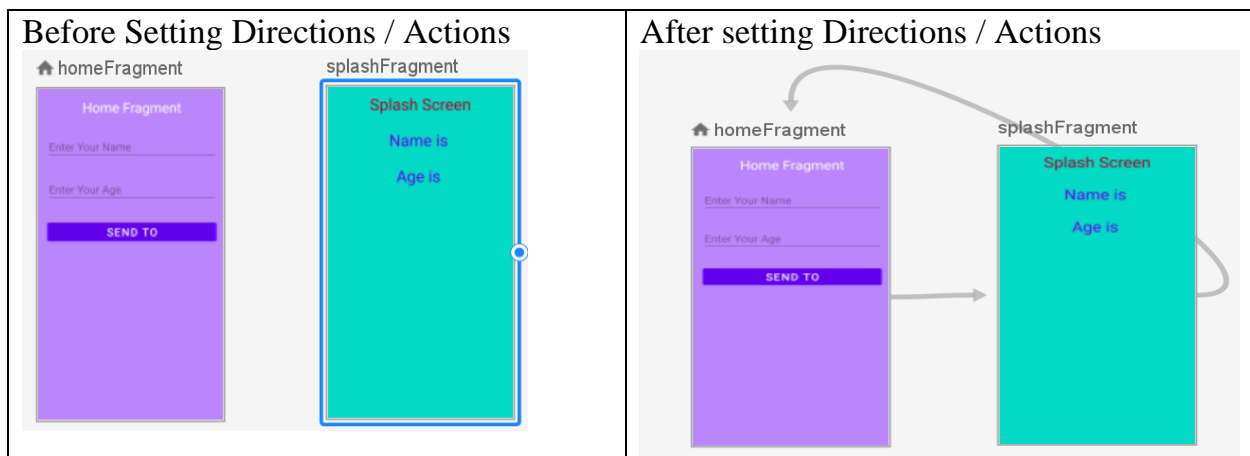 Before Setting Directions / Actions
homeFragment
splashFragment
Home Fragment
Enter Your Name
Enter Your Age
SEND TO
Splash Screen
Name is
Age is
After setting Directions / Actions
homeFragment
splashFragment
Home Fragment
Enter Your Name
Enter Your Age
SEND TO
Splash Screen
Name is
Age is